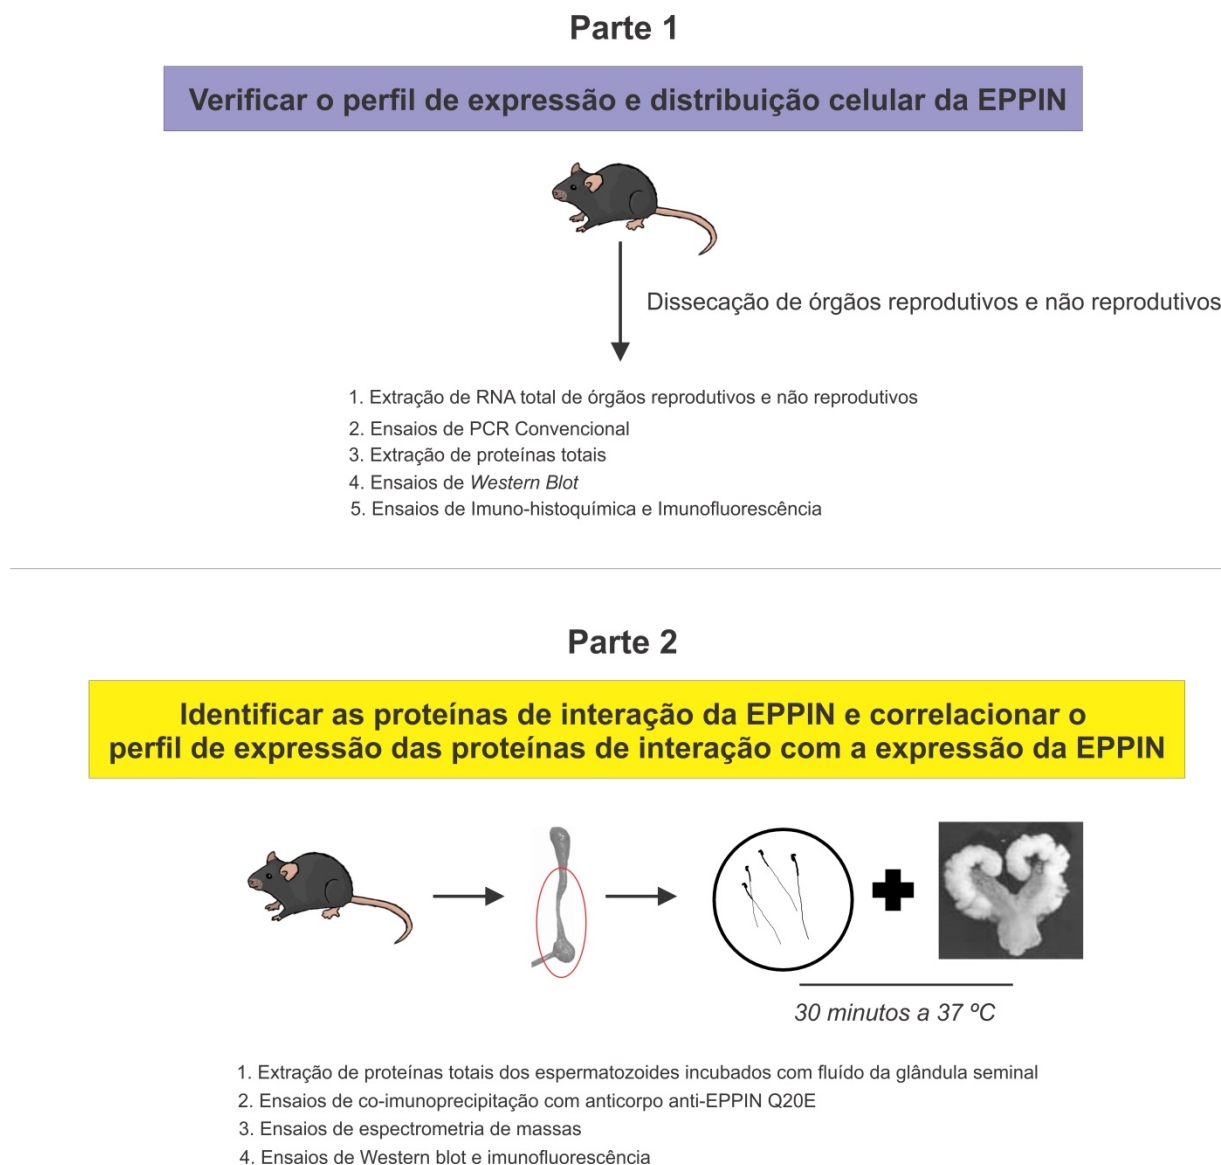 Parte 1
Verificar o perfil de expressão e distribuição celular da EPPIN
Dissecação de órgãos reprodutivos e não reprodutivos
1. Extração de RNA total de órgãos reprodutivos e não reprodutivos
2. Ensaios de PCR Convencional
3. Extração de proteínas totais
4. Ensaios de Western Blot
5. Ensaios de Imuno-histoquímica e Imunofluorescência
Parte 2
Identificar as proteínas de interação da EPPIN e correlacionar o
perfil de expressão das proteínas de interação com a expressão da EPPIN
30 minutos a 37 ºC
1. Extração de proteínas totais dos espermatozoides incubados com fluído da glândula seminal
2. Ensaios de co-imunoprecipitação com anticorpo anti-EPPIN Q20E
3. Ensaios de espectrometria de massas
4. Ensaios de Western blot e imunofluorescência